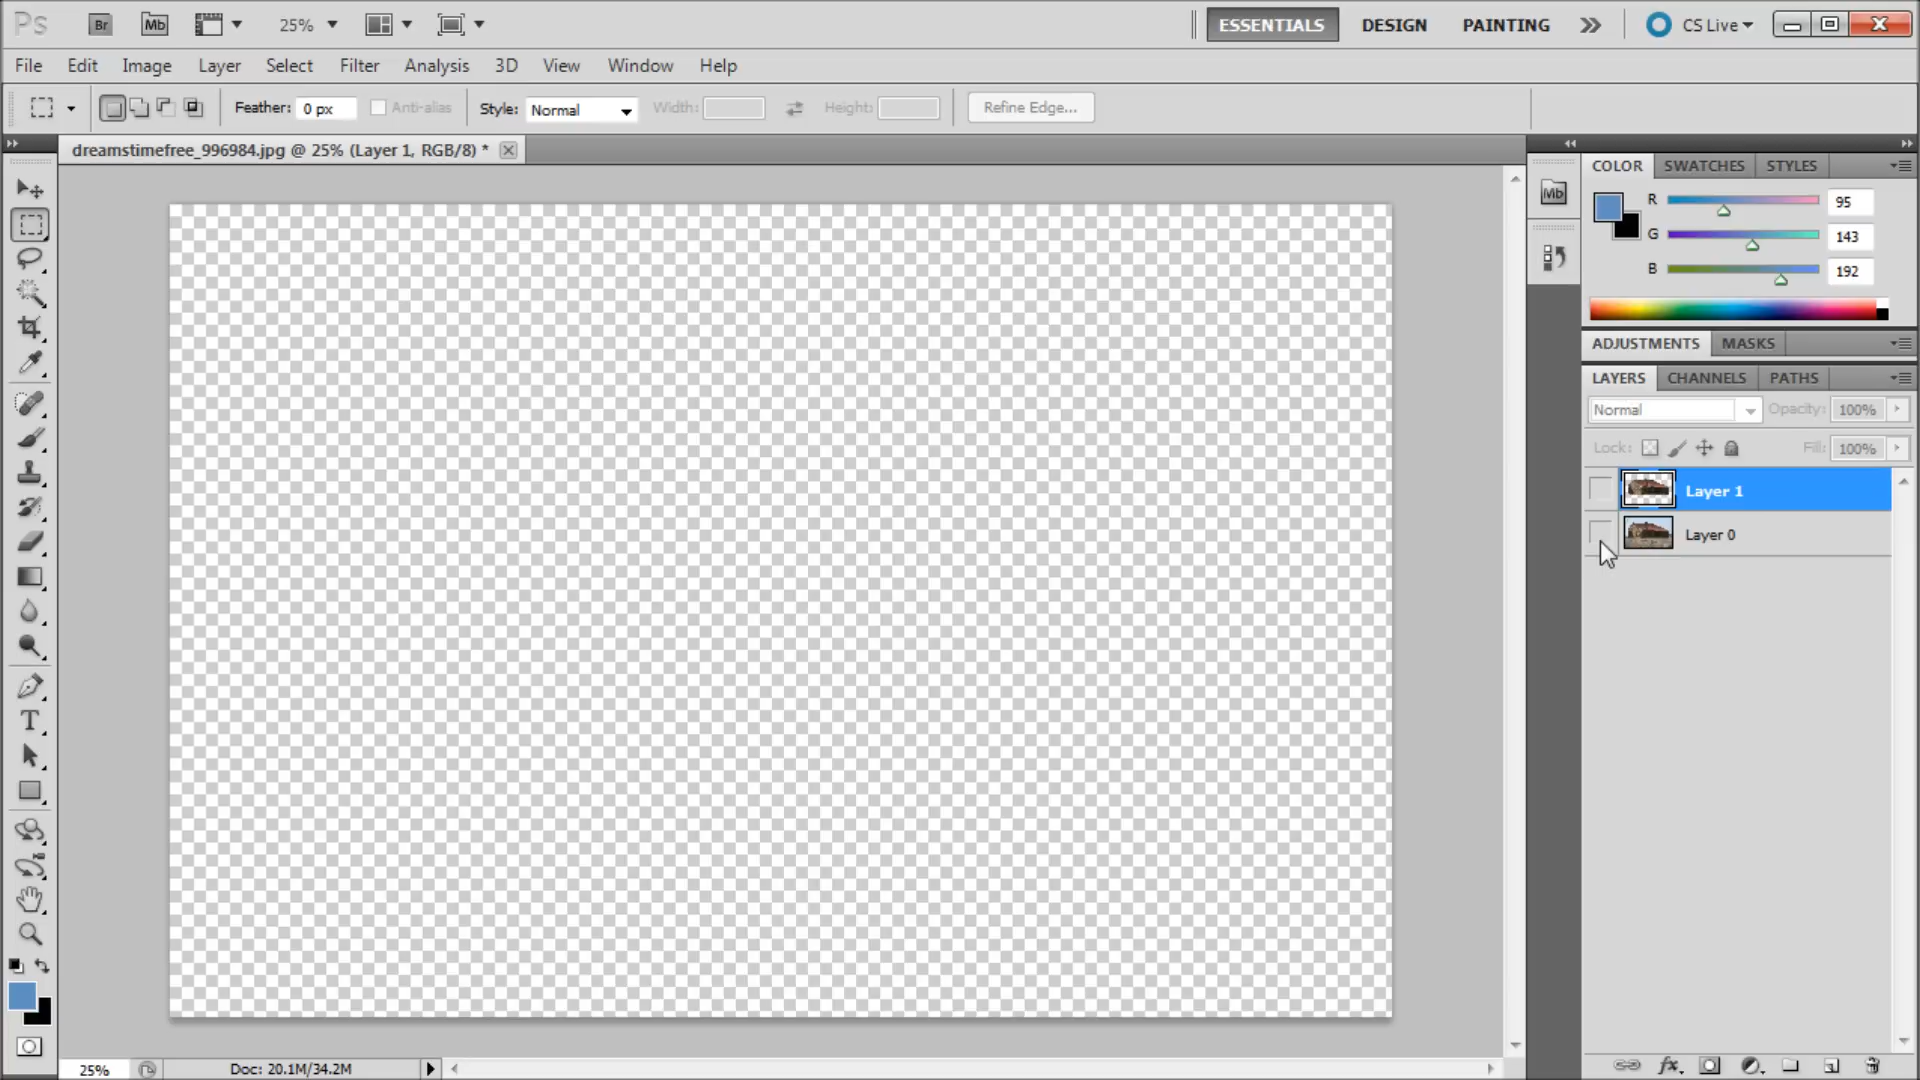 Ps Br Mb 25% ESSENTIALS DESIGN PAINTING CS Live
File Edit Image Layer Select Filter Analysis 3D View Window Help
Feather: 0 px Anti-alias Style: Normal Width: Height: Refine Edge...
dreamstimefree_996984.jpg @ 25% (Layer 1, RGB/8) *
COLOR SWATCHES STYLES
Mb
R 95
G 143
B 192
ADJUSTMENTS MASKS
LAYERS CHANNELS PATHS
Normal Opacity: 100%
Lock: Fill: 100%
Layer 1
Layer 0
T
25% Doc: 20.1M/34.2M fx